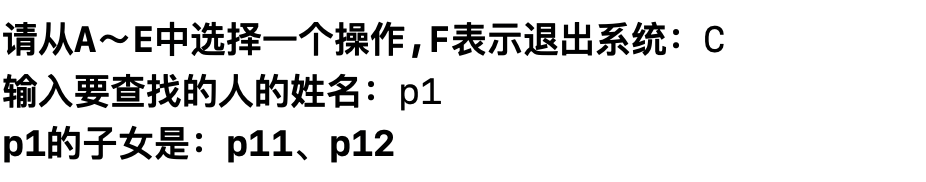 请从A～E中选择一个操作,F表示退出系统：C
输入要查找的人的姓名：p1
p1的子女是：p11、p12